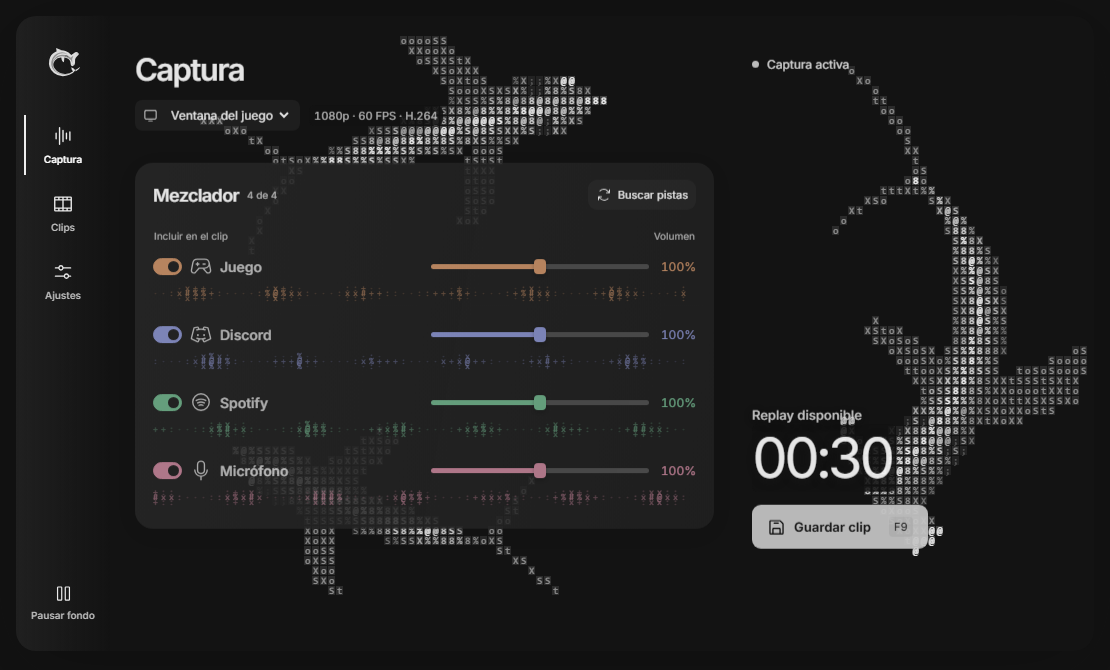 Captura
Captura activa
Ventana del juego
1080p · 60 FPS · H.264
Captura
Clips
Ajustes
Mezclador 4 de 4
Buscar pistas
Incluir en el clip
Volumen
Juego
100%
Discord
100%
Spotify
100%
Micrófono
100%
Replay disponible
00:30
Guardar clip F9
Pausar fondo